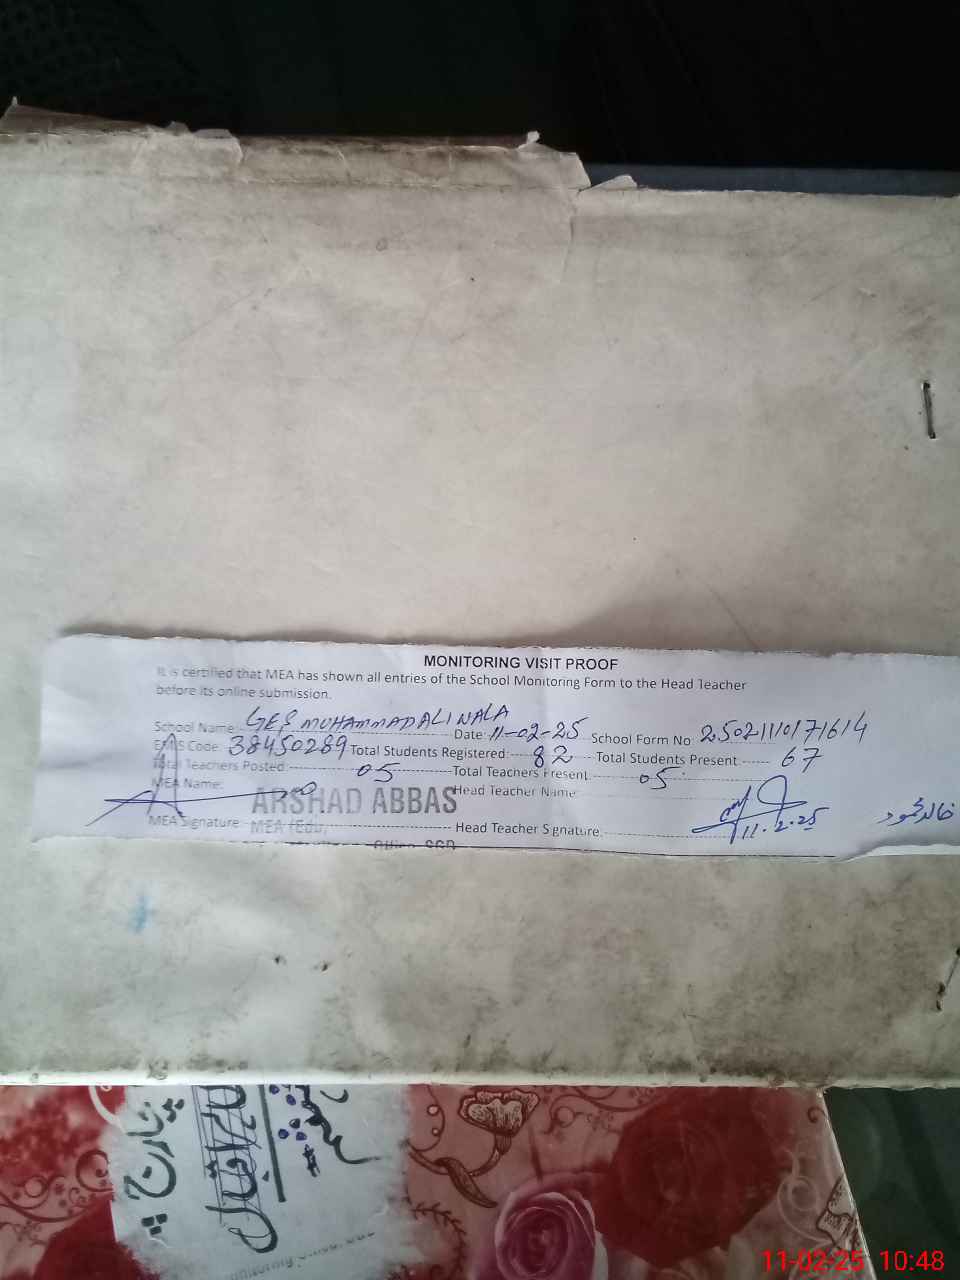 MONITORING VISIT PROOF
It is certified that MEA has shown all entries of the School Monitoring Form to the Head Teacher
before its online submission.
School Name: GES MUHAMMAD ALI WALA Date: 11-02-25 School Form No: 25021110171614
EMIS Code: 38450289 Total Students Registered: 82 Total Students Present 67
Total Teachers Posted: 05 Total Teachers Present 05
MEA Name: ARSHAD ABBAS Head Teacher Name
MEA Signature: MEA (Edu) Head Teacher Signature. 11.2.25 خالد محمود
Office SGD
11-02-25 10:48